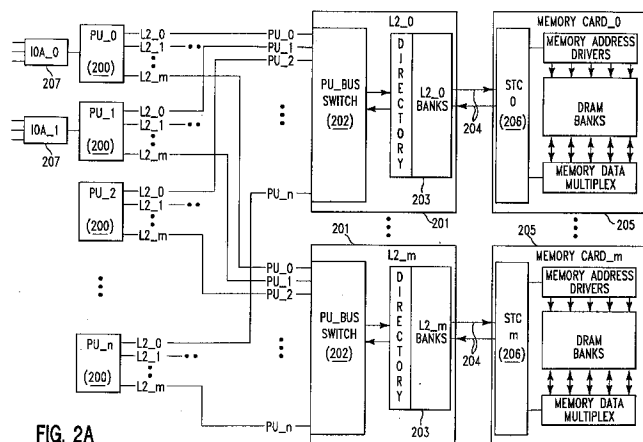 IOA_0
207
PU_0
(200)
L2_0
L2_1
L2_m
IOA_1
207
PU_1
(200)
L2_0
L2_1
L2_m
PU_2
(200)
L2_0
L2_1
L2_m
PU_n
(200)
L2_0
L2_1
L2_m
L2_0
PU_0
PU_1
PU_2
PU_n
PU_BUS
SWITCH
(202)
DIRECTORY
L2_0
BANKS
203
201
204
MEMORY CARD_0
STC
0
(206)
MEMORY ADDRESS
DRIVERS
DRAM
BANKS
MEMORY DATA
MULTIPLEX
205
201
L2_m
PU_0
PU_1
PU_2
PU_n
PU_BUS
SWITCH
(202)
DIRECTORY
L2_m
BANKS
203
204
205
MEMORY CARD_m
STC
m
(206)
MEMORY ADDRESS
DRIVERS
DRAM
BANKS
MEMORY DATA
MULTIPLEX
FIG. 2A